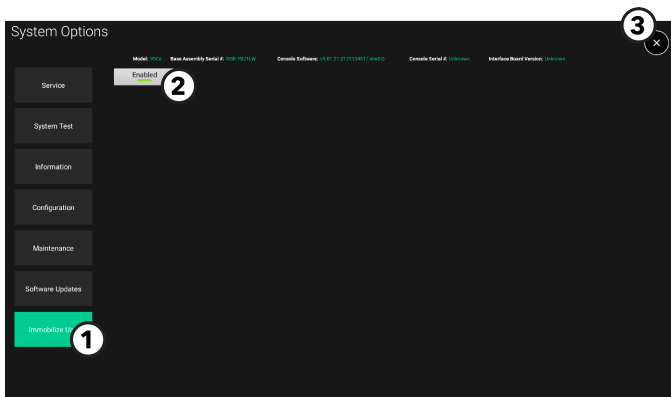 System Options
3
Model: 95Xe Base Assembly Serial #: Console Software: Console Serial #: Unknown Interface Board Version: Unknown
Enabled
2
Service
System Test
Information
Configuration
Maintenance
Software Updates
Immobilize
1